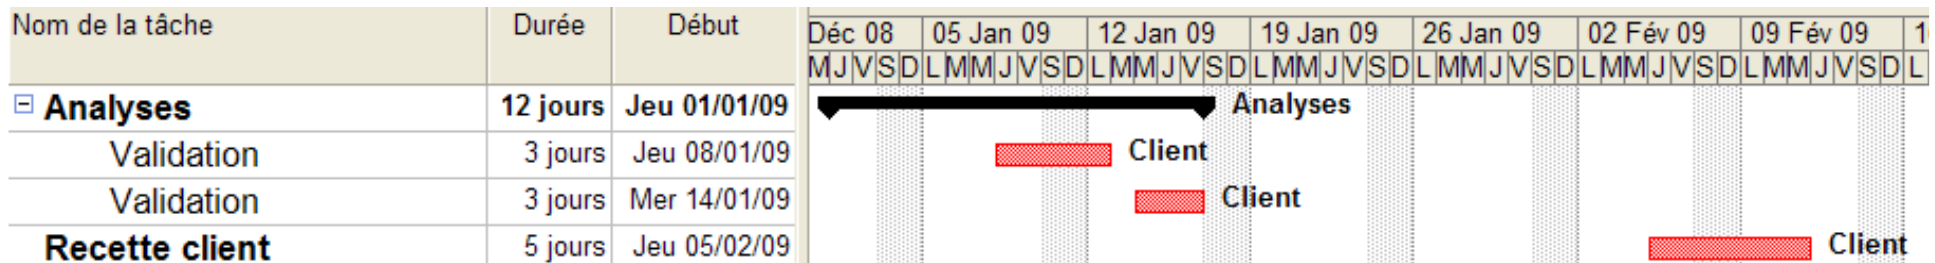 Nom de la tâche Durée Début
Déc 08 05 Jan 09 12 Jan 09 19 Jan 09 26 Jan 09 02 Fév 09 09 Fév 09
M J V S D L M M J V S D L M M J V S D L M M J V S D L M M J V S D L M M J V S D L M M J V S D L
Analyses 12 jours Jeu 01/01/09 Analyses
Validation 3 jours Jeu 08/01/09 Client
Validation 3 jours Mer 14/01/09 Client
Recette client 5 jours Jeu 05/02/09 Client